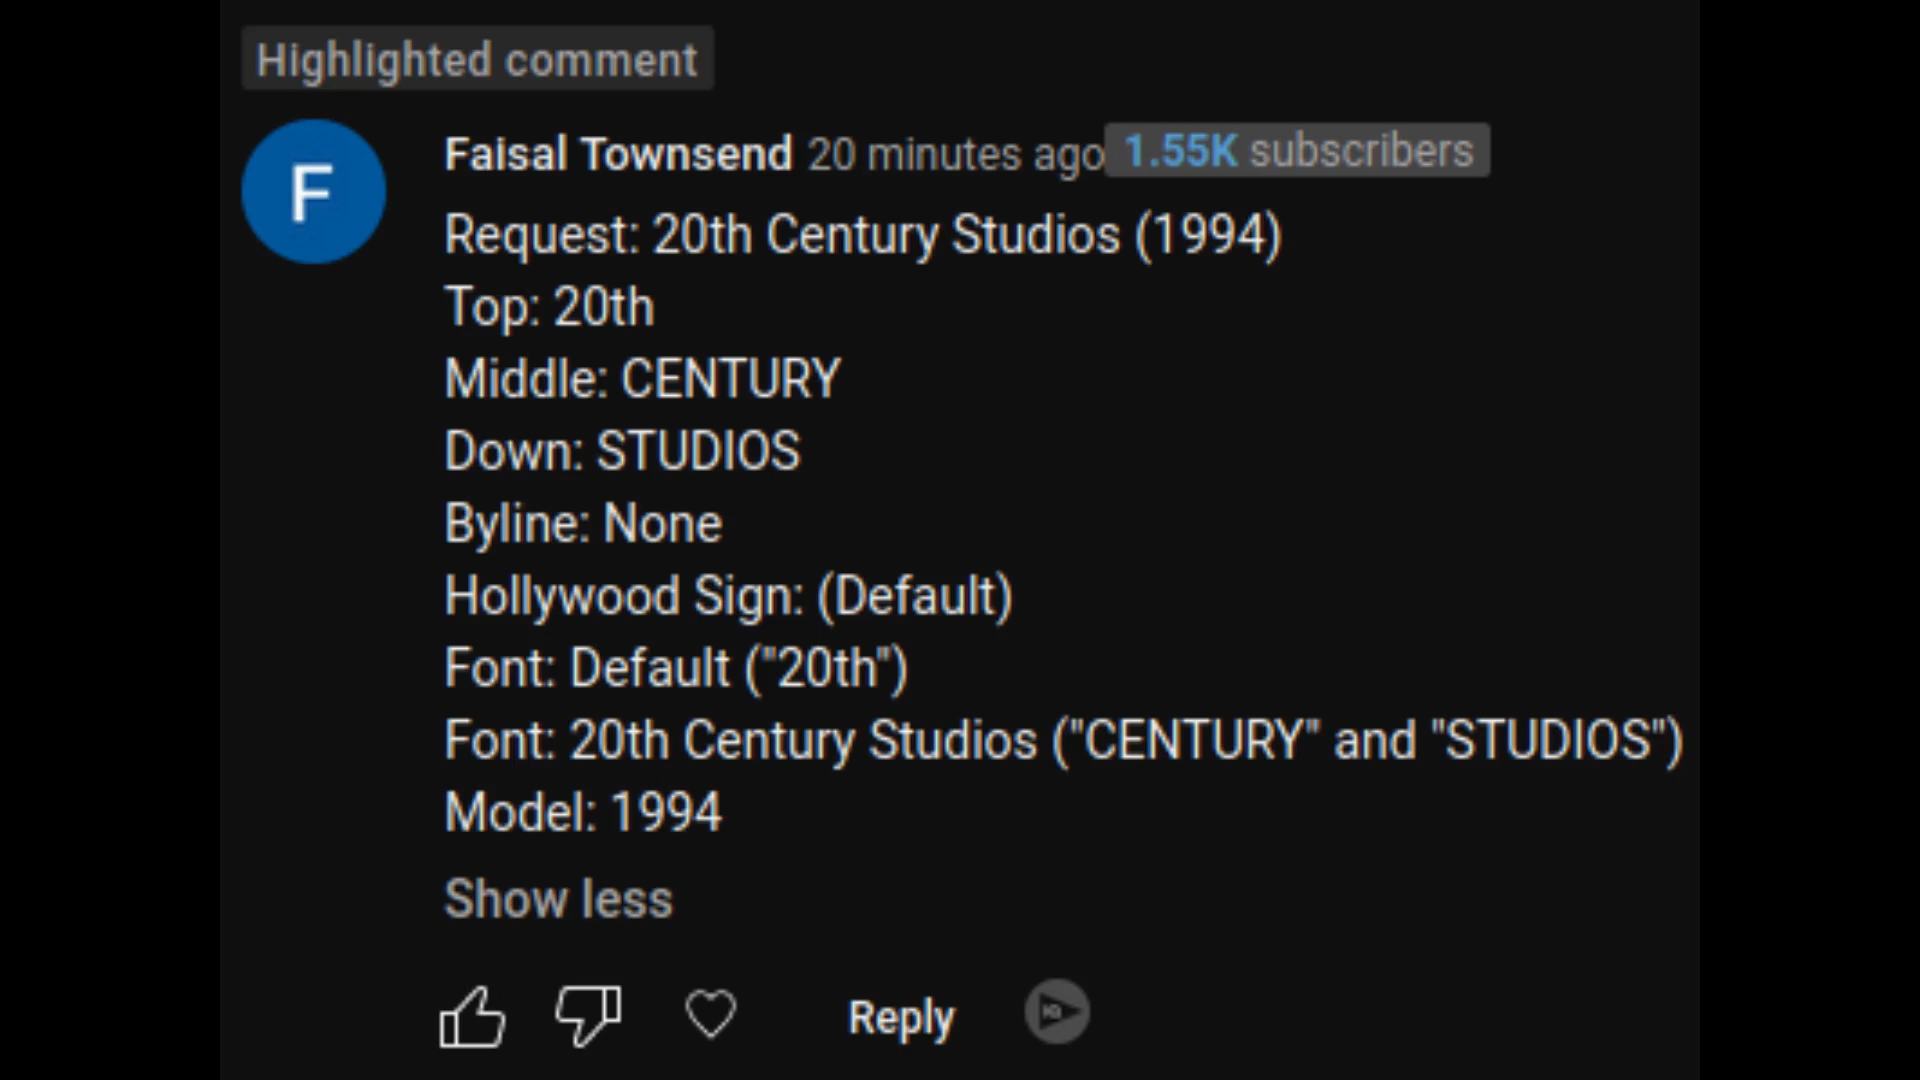 Highlighted comment
F
Faisal Townsend 20 minutes ago 1.55K subscribers
Request: 20th Century Studios (1994)
Top: 20th
Middle: CENTURY
Down: STUDIOS
Byline: None
Hollywood Sign: (Default)
Font: Default ("20th")
Font: 20th Century Studios ("CENTURY" and "STUDIOS")
Model: 1994
Show less
Reply